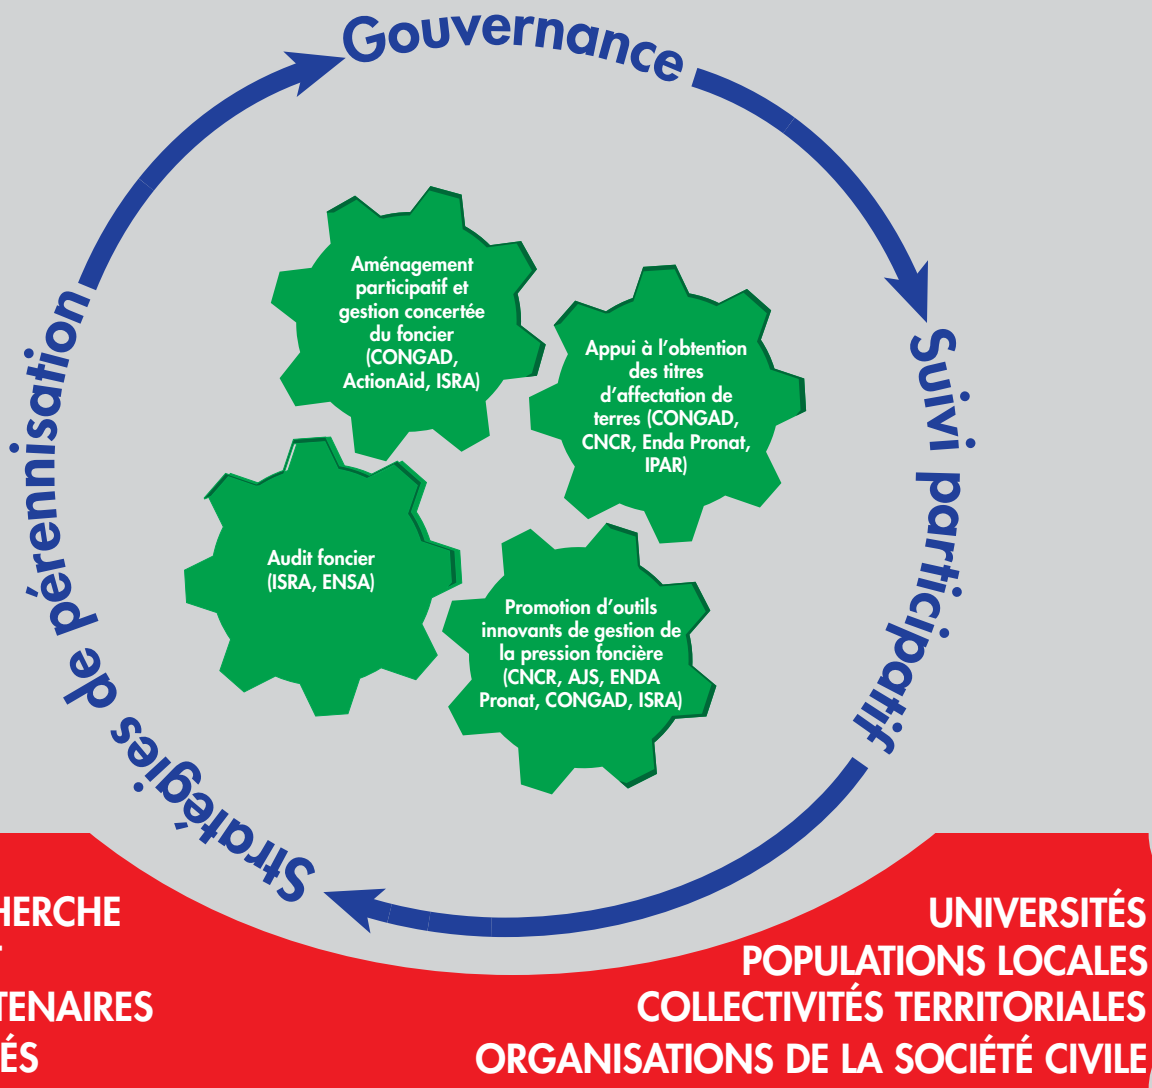 Gouvernance
Suivi participatif
Stratégies de pérennisation
Aménagement
participatif et
gestion concertée
du foncier
(CONGAD,
ActionAid, ISRA)
Appui à l’obtention
des titres
d’affectation de
terres (CONGAD,
CNCR, Enda Pronat,
IPAR)
Audit foncier
(ISRA, ENSA)
Promotion d’outils
innovants de gestion de
la pression foncière
(CNCR, AJS, ENDA
Pronat, CONGAD, ISRA)
HERCHE
TENAIRES
ÉS
UNIVERSITÉS
POPULATIONS LOCALES
COLLECTIVITÉS TERRITORIALES
ORGANISATIONS DE LA SOCIÉTÉ CIVILE